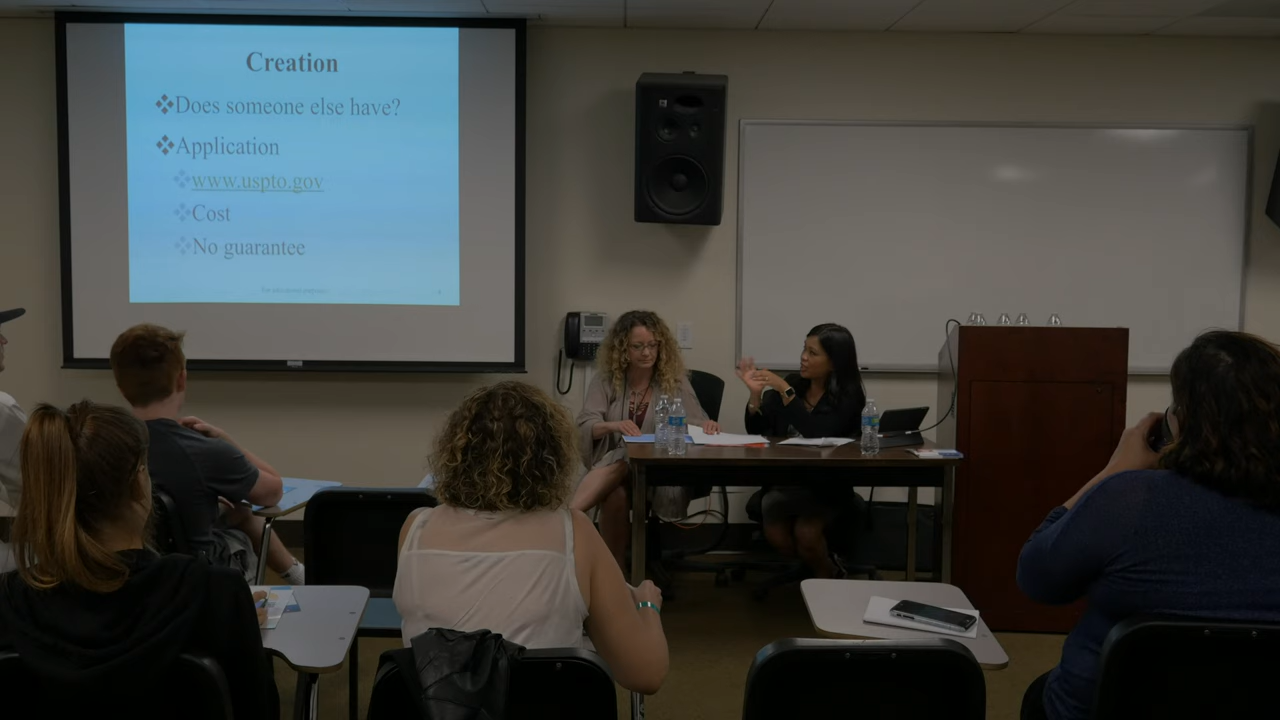 Creation
❖Does someone else have?
❖Application
❖www.uspto.gov
❖Cost
❖No guarantee